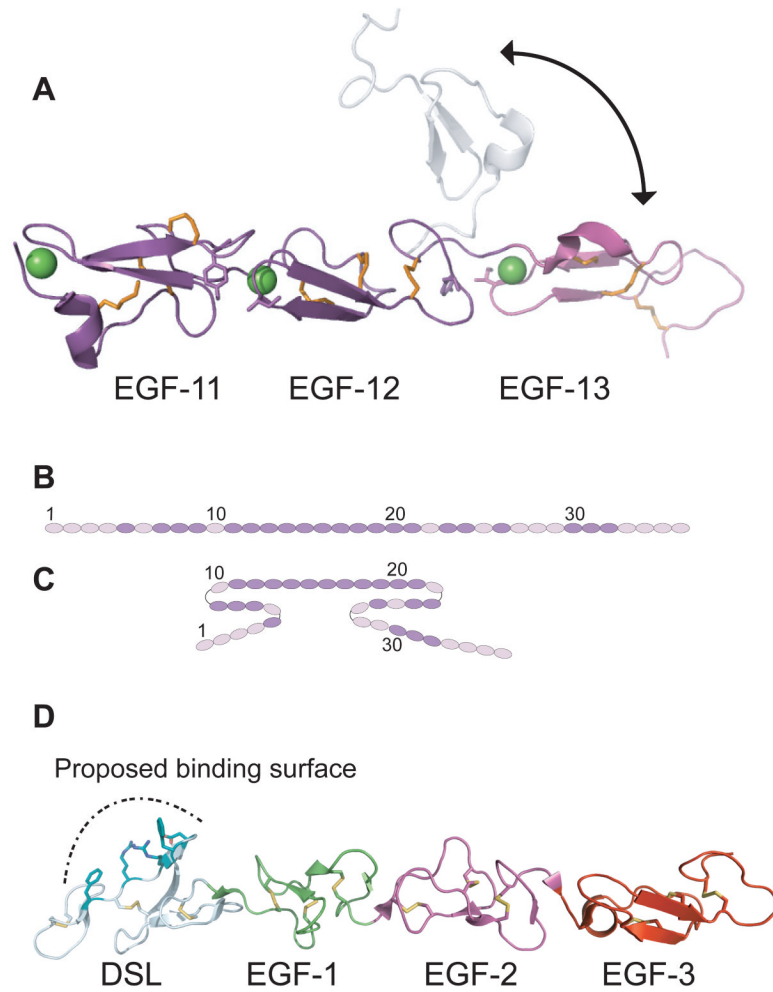 A
EGF-11 EGF-12 EGF-13
B
1 10 20 30
C
10 20
1 30
D
Proposed binding surface
DSL EGF-1 EGF-2 EGF-3